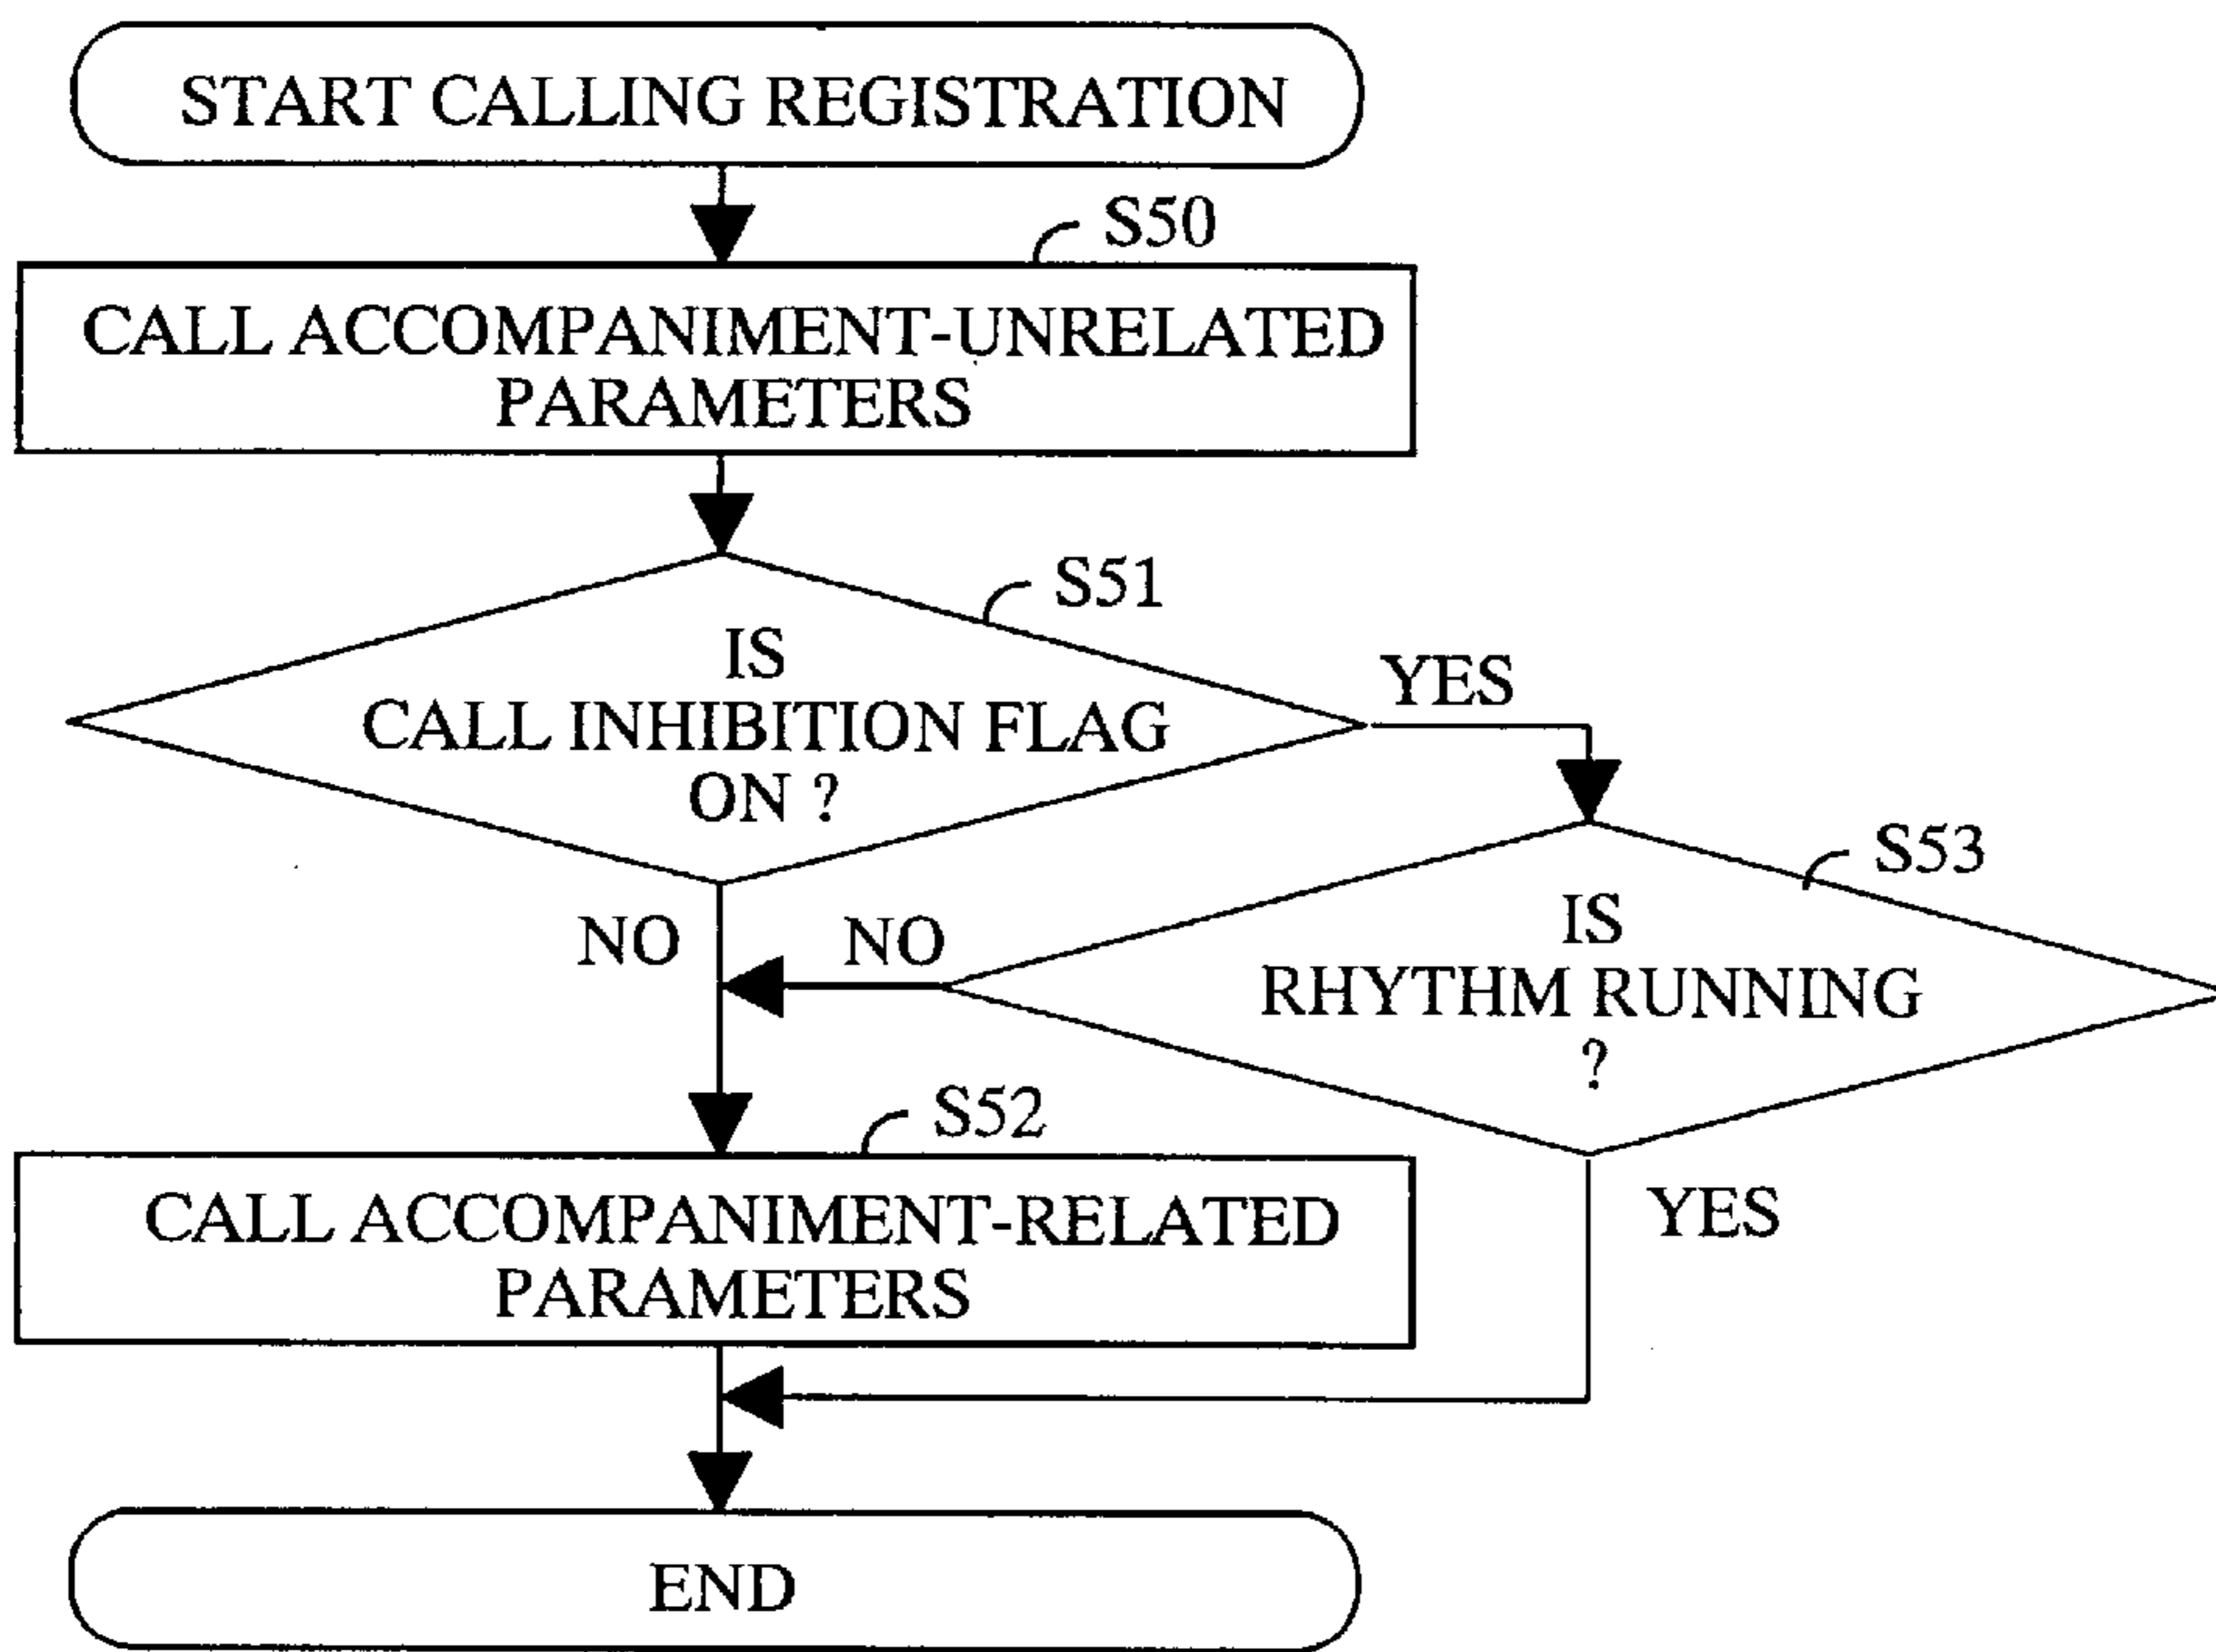 START CALLING REGISTRATION
S50
CALL ACCOMPANIMENT-UNRELATED
PARAMETERS
S51
IS
CALL INHIBITION FLAG
ON ?
YES
S53
IS
RHYTHM RUNNING
?
NO
NO
S52
CALL ACCOMPANIMENT-RELATED
PARAMETERS
YES
END